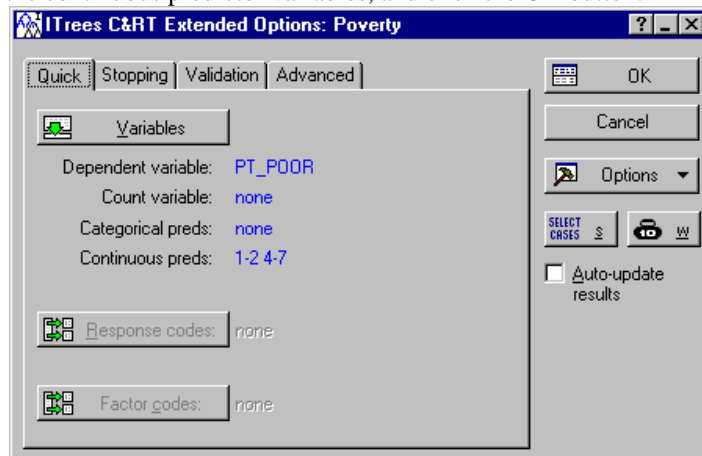 ITrees C&RT Extended Options: Poverty
Quick Stopping Validation Advanced
Variables
Dependent variable: PT_POOR
Count variable: none
Categorical preds: none
Continuous preds: 1-2 4-7
Response codes: none
Factor codes: none
OK
Cancel
Options
SELECT CASES S
10 W
Auto-update results